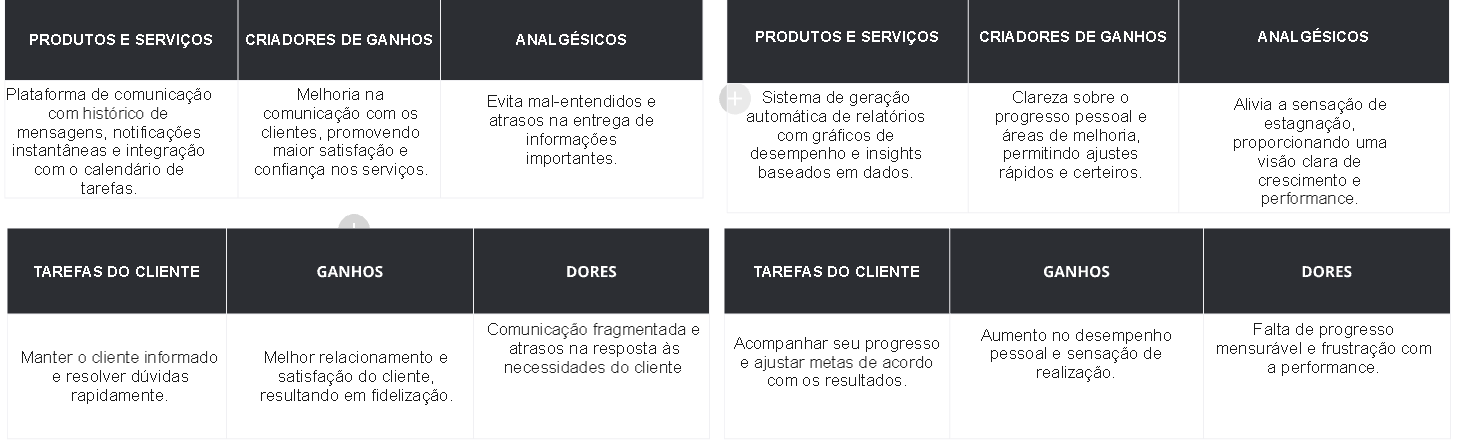 PRODUTOS E SERVIÇOS
CRIADORES DE GANHOS
ANALGÉSICOS
Plataforma de comunicação
com histórico de
mensagens, notificações
instantâneas e integração
com o calendário de
tarefas.
Melhoria na
comunicação com os
clientes, promovendo
maior satisfação e
confiança nos serviços.
Evita mal-entendidos e
atrasos na entrega de
informações
importantes.
PRODUTOS E SERVIÇOS
CRIADORES DE GANHOS
ANALGÉSICOS
Sistema de geração
automática de relatórios
com gráficos de
desempenho e insights
baseados em dados.
Clareza sobre o
progresso pessoal e
áreas de melhoria,
permitindo ajustes
rápidos e certeiros.
Alivia a sensação de
estagnação,
proporcionando uma
visão clara de
crescimento e
performance.
TAREFAS DO CLIENTE
GANHOS
DORES
Manter o cliente informado
e resolver dúvidas
rapidamente.
Melhor relacionamento e
satisfação do cliente,
resultando em fidelização.
Comunicação fragmentada e
atrasos na resposta às
necessidades do cliente
TAREFAS DO CLIENTE
GANHOS
DORES
Acompanhar seu progresso
e ajustar metas de acordo
com os resultados.
Aumento no desempenho
pessoal e sensação de
realização.
Falta de progresso
mensurável e frustração com
a performance.